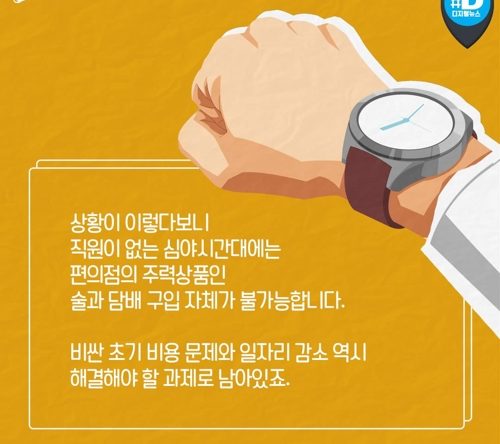 #D
디지털뉴스
상황이 이렇다보니
직원이 없는 심야시간대에는
편의점의 주력상품인
술과 담배 구입 자체가 불가능합니다.
비싼 초기 비용 문제와 일자리 감소 역시
해결해야 할 과제로 남아있죠.